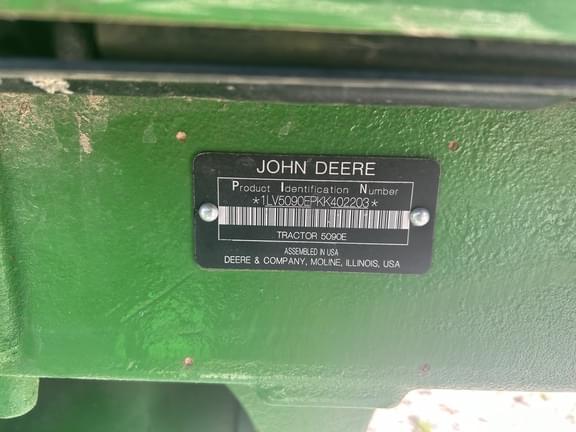 JOHN DEERE
Product Identification Number
*1LV5090EPKK402203*
TRACTOR 5090E
ASSEMBLED IN USA
DEERE & COMPANY, MOLINE, ILLINOIS, USA